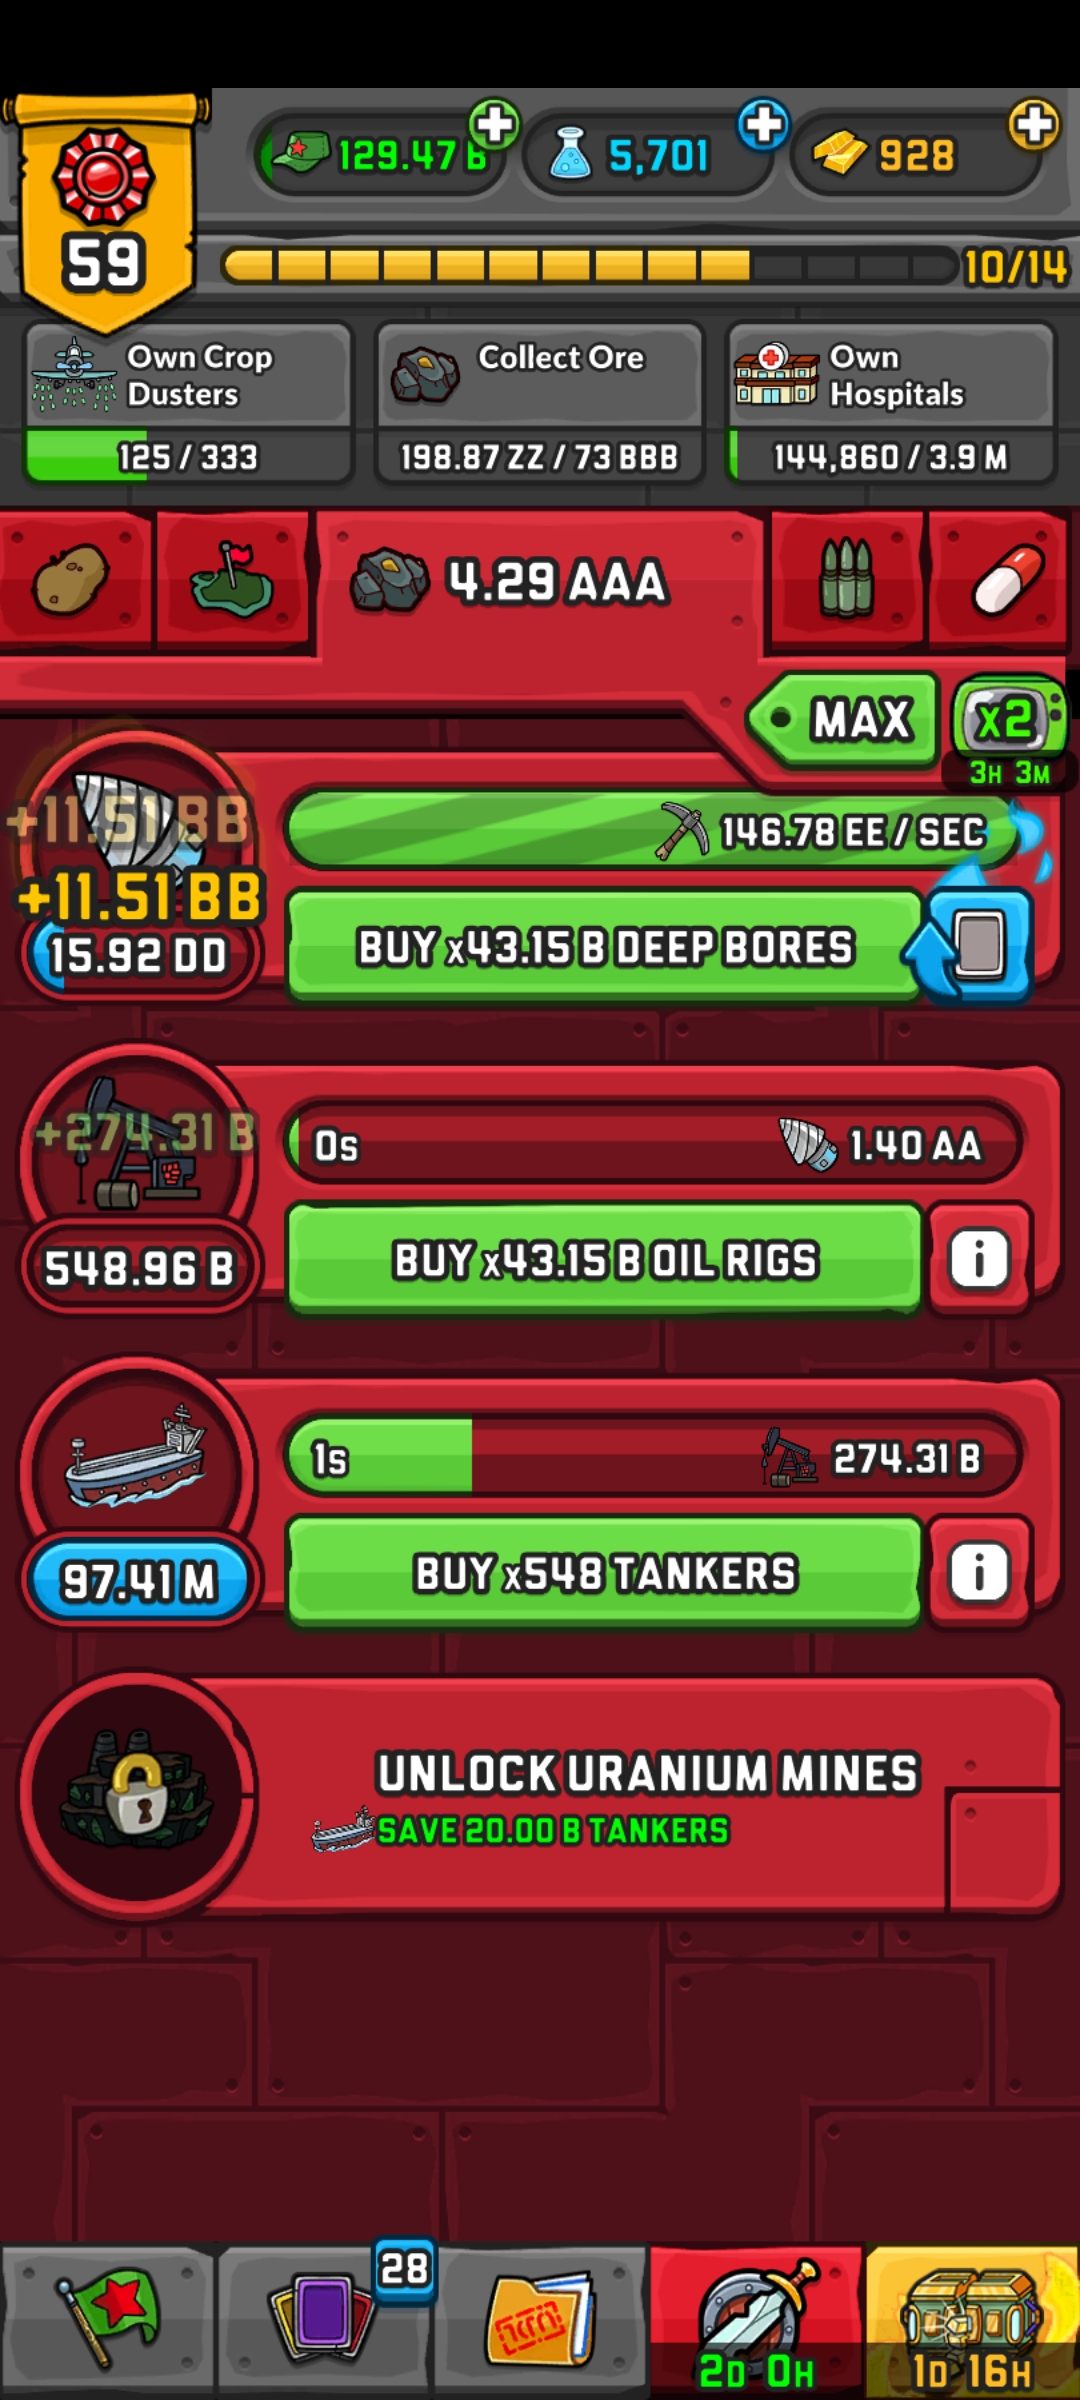 129.47 B
5,701
928
59
10/14
Own Crop
Dusters
125 / 333
Collect Ore
198.87 ZZ / 73 BBB
Own
Hospitals
144,860 / 3.9 M
4.29 AAA
MAX
x2
3H 3M
+11.51 BB
+11.51 BB
15.92 DD
146.78 EE / SEC
BUY x43.15 B DEEP BORES
+274.31 B
548.96 B
0s
1.40 AA
BUY x43.15 B OIL RIGS
i
97.41 M
1s
274.31 B
BUY x548 TANKERS
i
UNLOCK URANIUM MINES
SAVE 20.00 B TANKERS
28
2D 0H
1D 16H